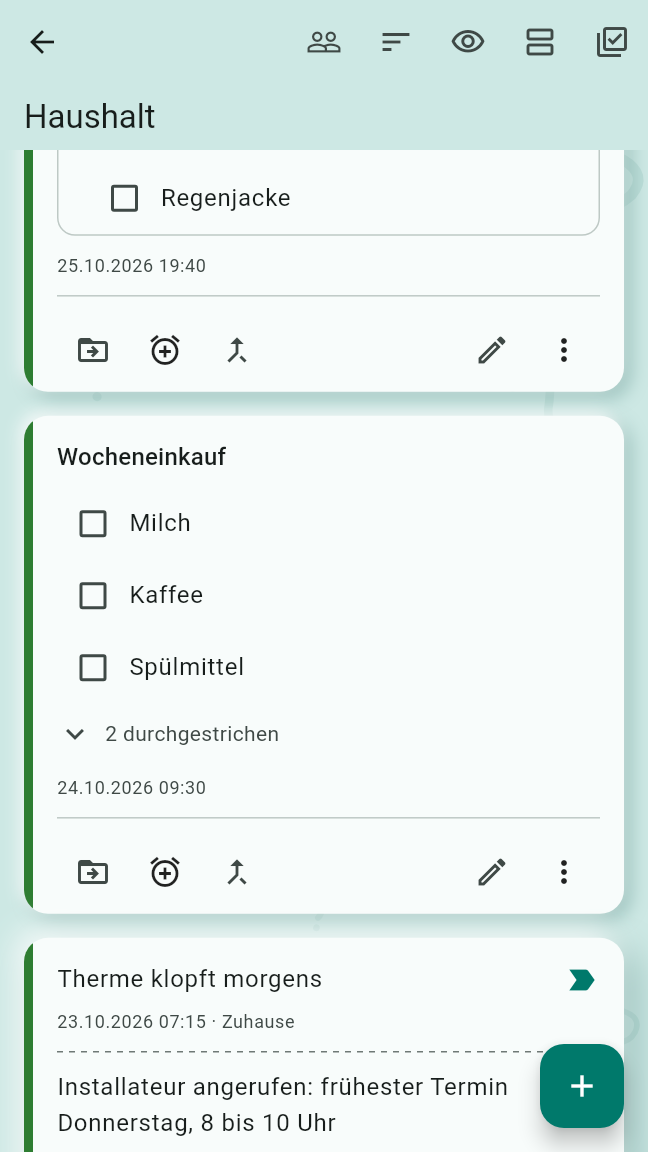 Haushalt
Regenjacke
25.10.2026 19:40
Wocheneinkauf
Milch
Kaffee
Spülmittel
2 durchgestrichen
24.10.2026 09:30
Therme klopft morgens
23.10.2026 07:15 · Zuhause
Installateur angerufen: frühester Termin
Donnerstag, 8 bis 10 Uhr